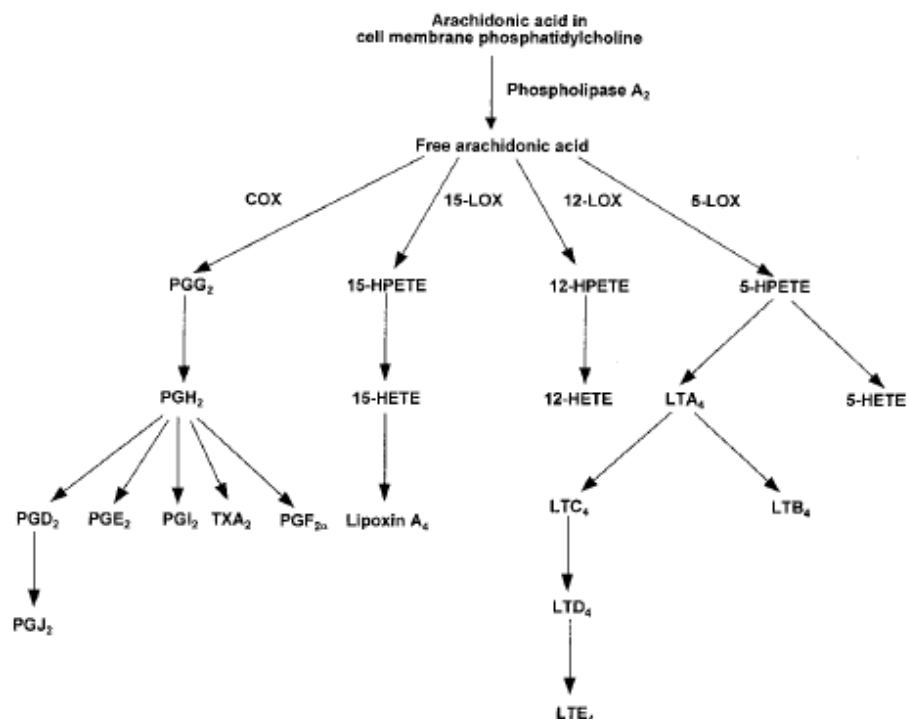 Arachidonic acid in
cell membrane phosphatidylcholine
Phospholipase A₂
Free arachidonic acid
COX 15-LOX 12-LOX 5-LOX
PGG₂ 15-HPETE 12-HPETE 5-HPETE
PGH₂ 15-HETE 12-HETE LTA₄ 5-HETE
PGD₂ PGE₂ PGI₂ TXA₂ PGF₂α Lipoxin A₄ LTC₄ LTB₄
PGJ₂ LTD₄
LTE₄